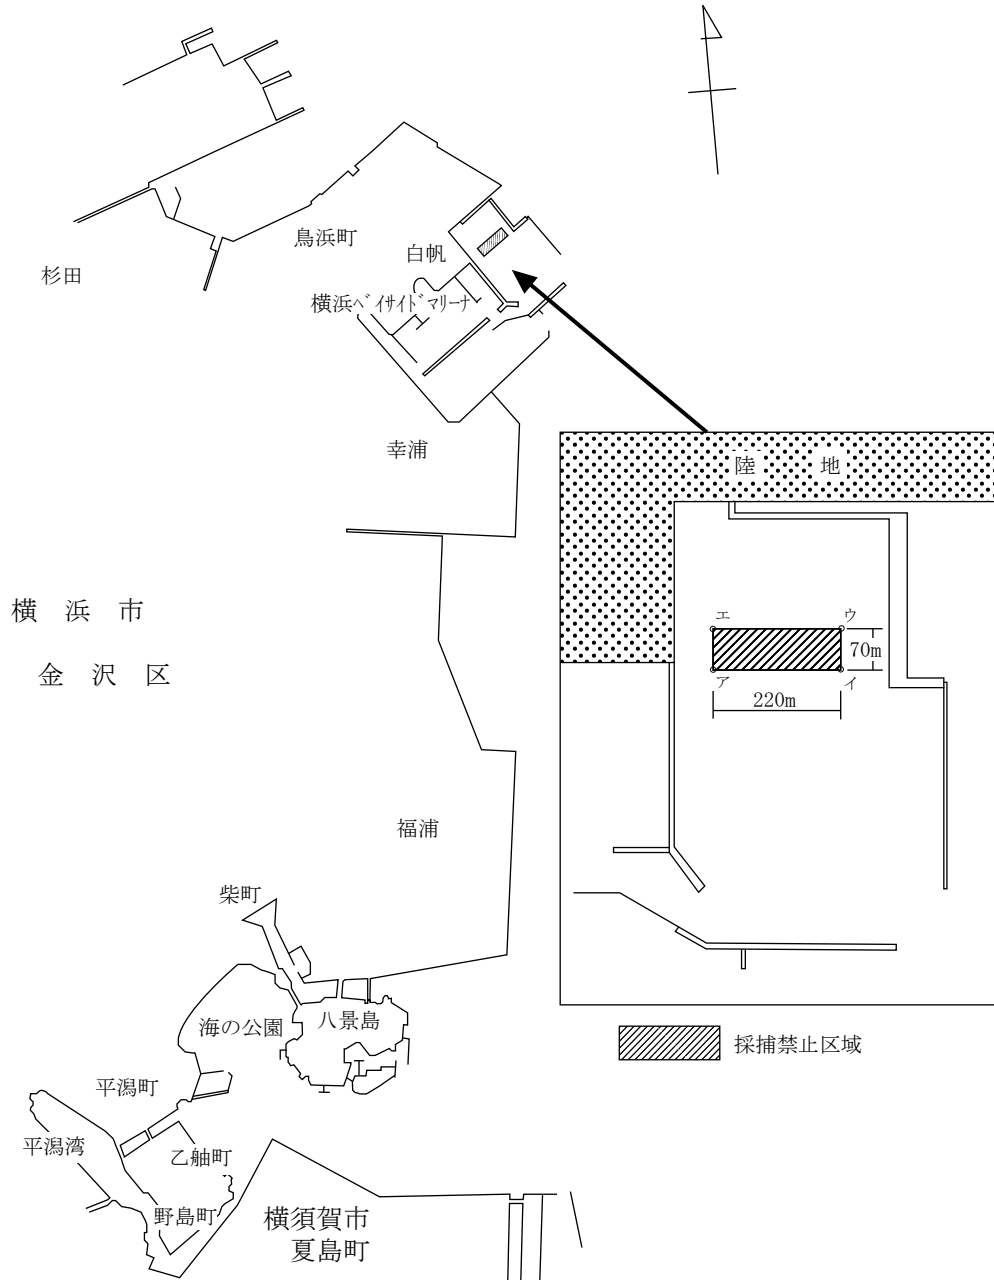 鳥浜町
白帆
杉田
横浜ベイサイドマリーナ
幸浦
陸 地
横 浜 市
金 沢 区
エ
ウ
70m
ア
イ
220m
福浦
柴町
海の公園
八景島
採捕禁止区域
平潟町
平潟湾
乙舳町
野島町
横須賀市
夏島町